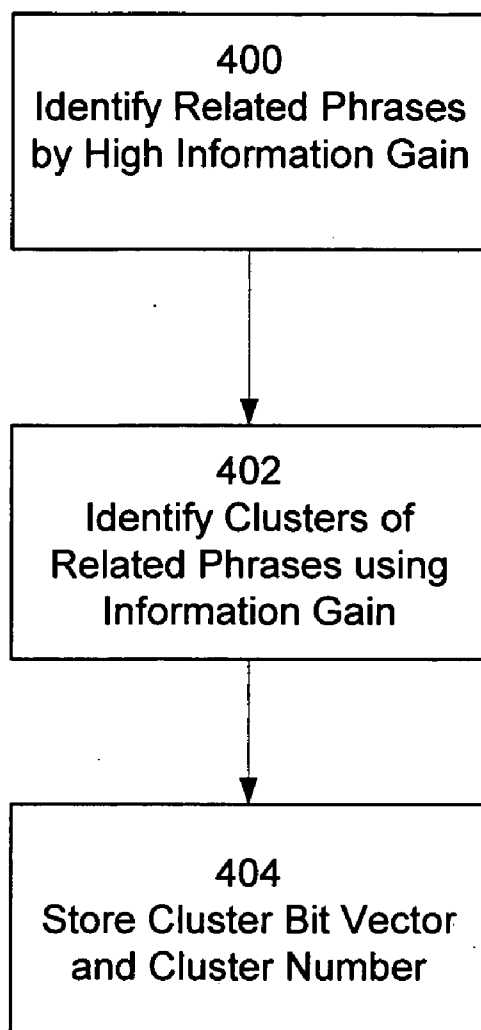 400
Identify Related Phrases
by High Information Gain
402
Identify Clusters of
Related Phrases using
Information Gain
404
Store Cluster Bit Vector
and Cluster Number